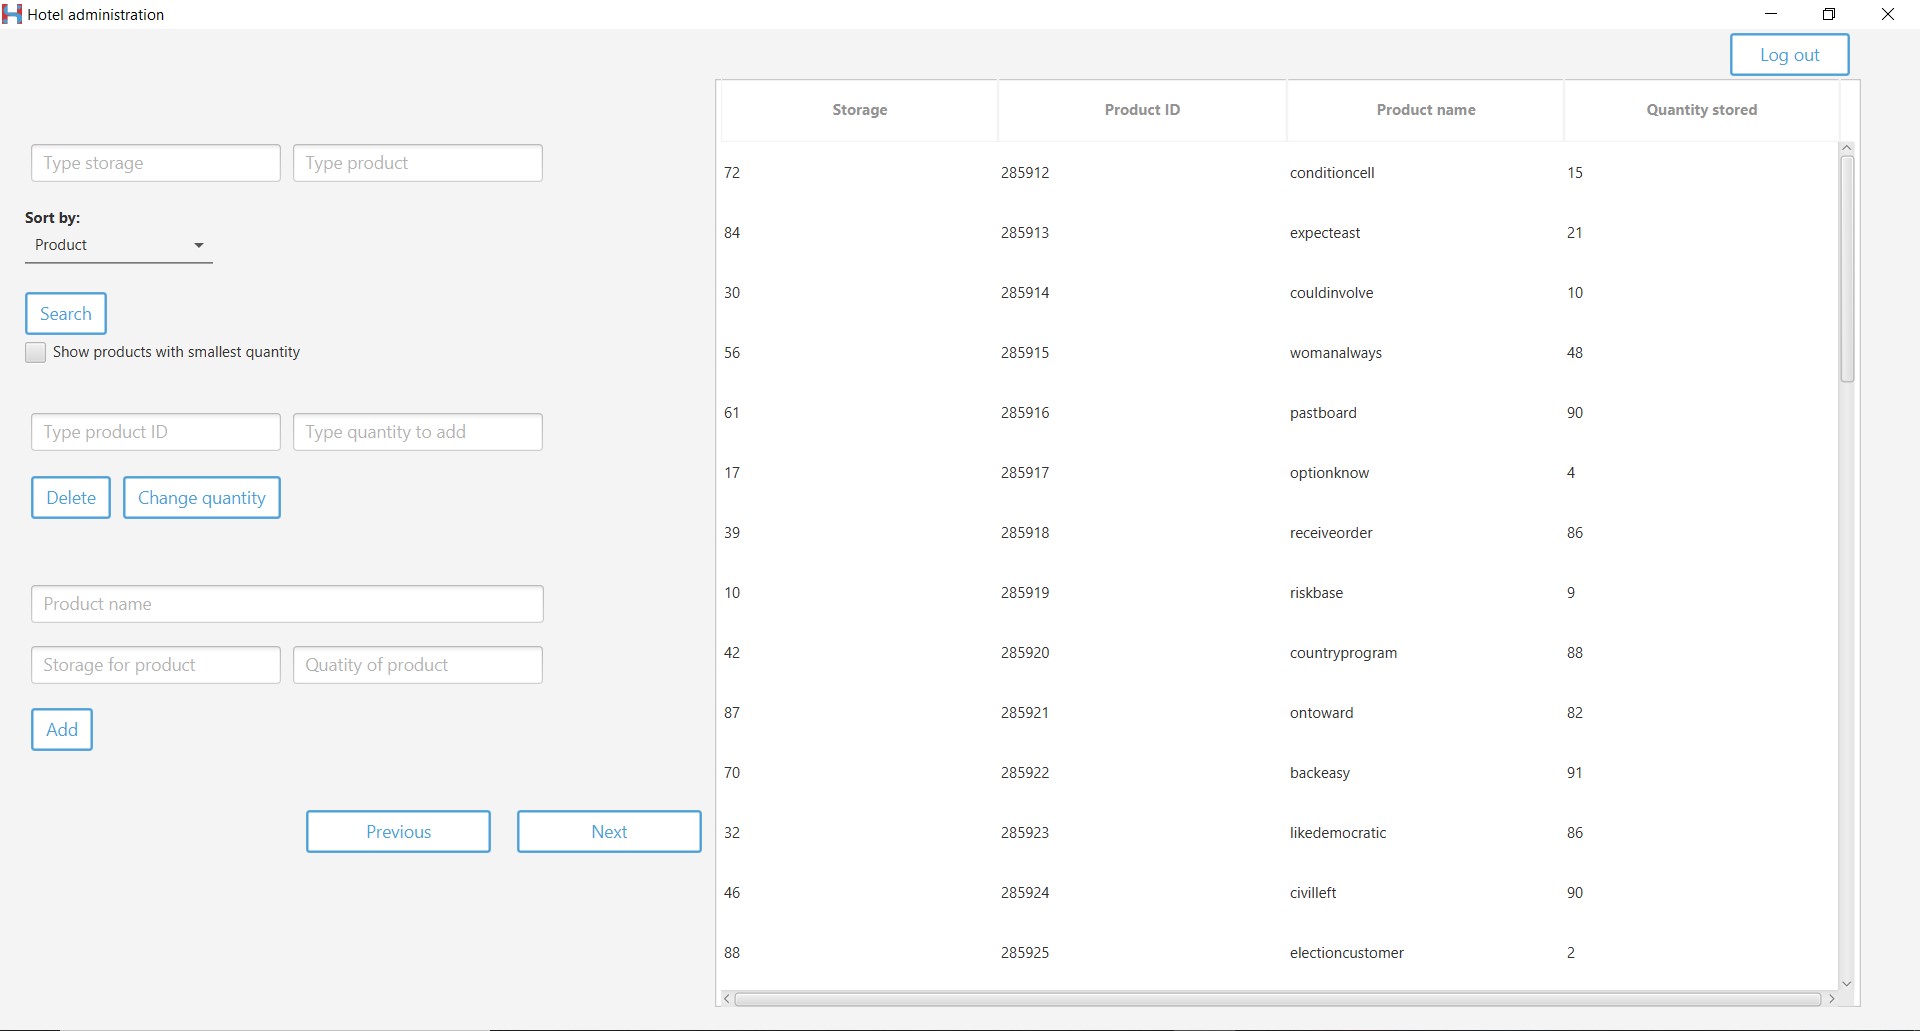 Hotel administration
Log out
Type storage Type product
Sort by:
Product
Search
Show products with smallest quantity
Type product ID Type quantity to add
Delete Change quantity
Product name
Storage for product Quatity of product
Add
Previous Next
Storage Product ID Product name Quantity stored
72 285912 conditioncell 15
84 285913 expecteast 21
30 285914 couldinvolve 10
56 285915 womanalways 48
61 285916 pastboard 90
17 285917 optionknow 4
39 285918 receiveorder 86
10 285919 riskbase 9
42 285920 countryprogram 88
87 285921 ontoward 82
70 285922 backeasy 91
32 285923 likedemocratic 86
46 285924 civilleft 90
88 285925 electioncustomer 2